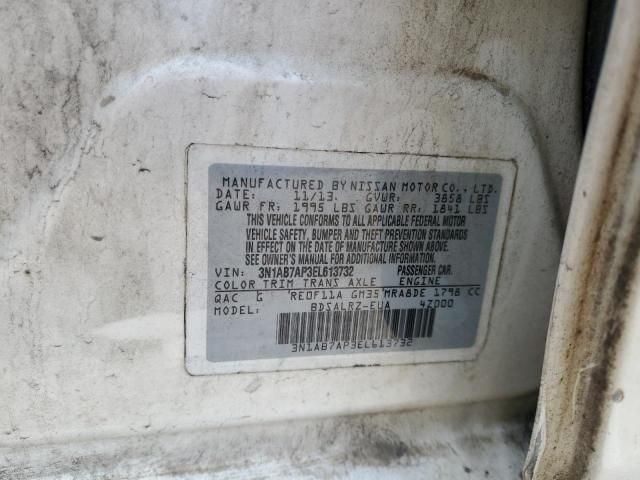 MANUFACTURED BY NISSAN MOTOR CO., LTD.
DATE: 11/13. GVWR: 3858 LBS
GAWR FR: 1995 LBS GAWR RR: 1841 LBS
THIS VEHICLE CONFORMS TO ALL APPLICABLE FEDERAL MOTOR
VEHICLE SAFETY, BUMPER AND THEFT PREVENTION STANDARDS
IN EFFECT ON THE DATE OF MANUFACTURE SHOWN ABOVE.
SEE OWNER'S MANUAL FOR ADDITIONAL INFORMATION.
VIN: 3N1AB7AP3EL613732 PASSENGER CAR.
COLOR TRIM TRANS AXLE ENGINE
QAC G RE0F11A GM35 MRA8DE 1798 CC
MODEL: BDSALRZ-EUA 4Z000
3N1AB7AP3EL613732